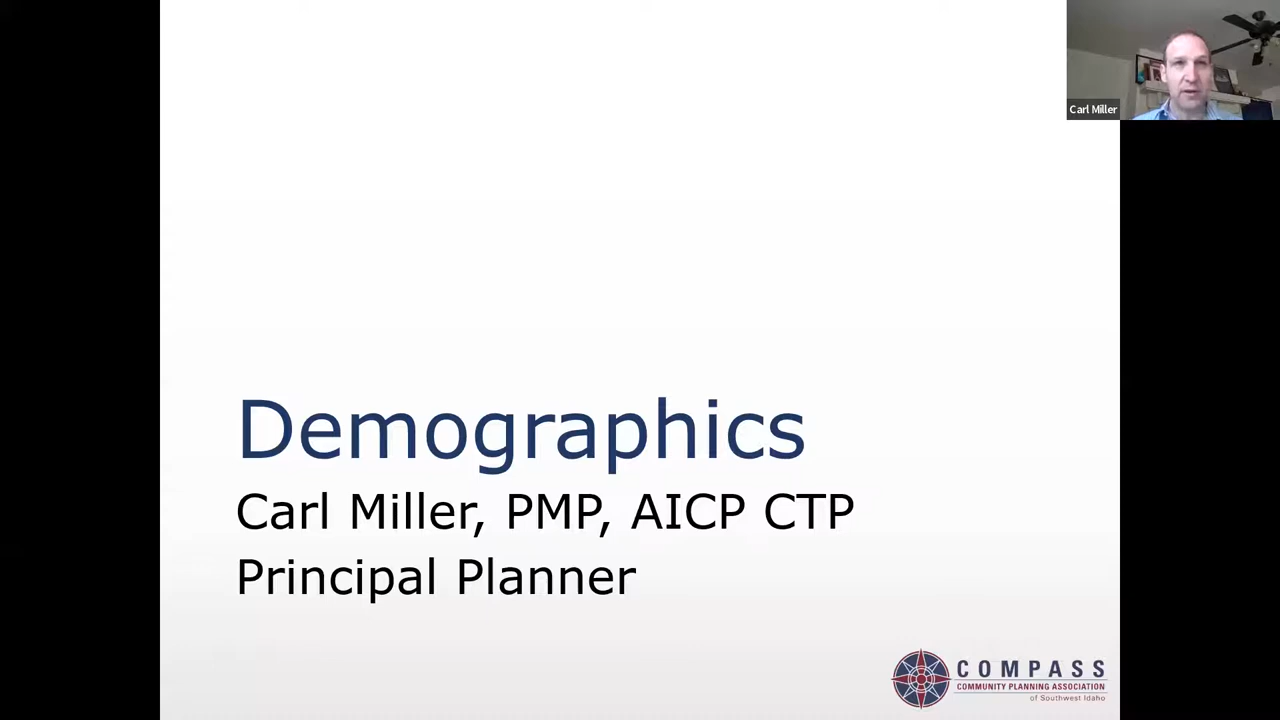 Carl Miller
Demographics
Carl Miller, PMP, AICP CTP
Principal Planner
COMPASS
COMMUNITY PLANNING ASSOCIATION
of Southwest Idaho